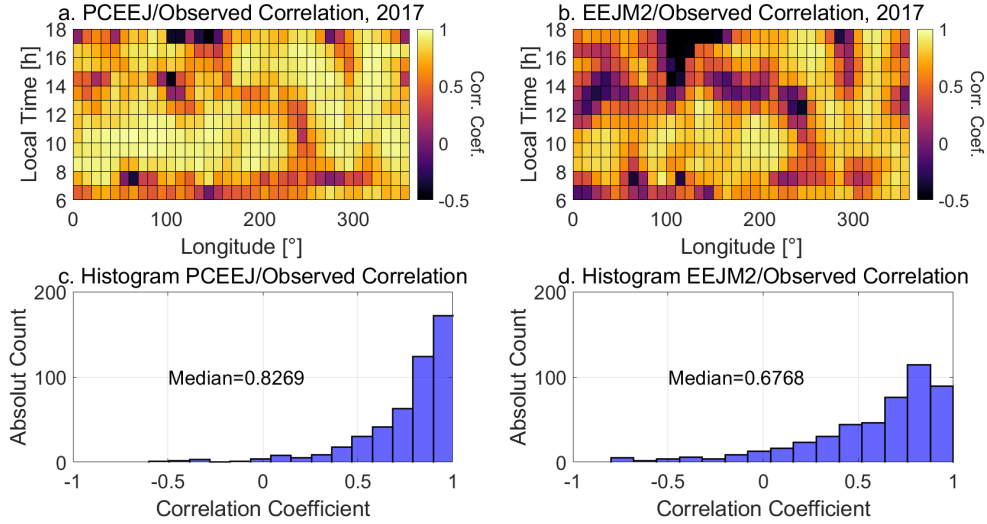 a. PCEEJ/Observed Correlation, 2017
18
16
14
12
10
8
6
Local Time [h]
0
100
200
300
Longitude [°]
1
0.5
0
-0.5
Corr. Coef.
b. EEJM2/Observed Correlation, 2017
18
16
14
12
10
8
6
Local Time [h]
0
100
200
300
Longitude [°]
1
0.5
0
-0.5
Corr. Coef.
c. Histogram PCEEJ/Observed Correlation
200
100
0
Absolut Count
Median=0.8269
-1
-0.5
0
0.5
1
Correlation Coefficient
d. Histogram EEJM2/Observed Correlation
200
100
0
Absolut Count
Median=0.6768
-1
-0.5
0
0.5
1
Correlation Coefficient